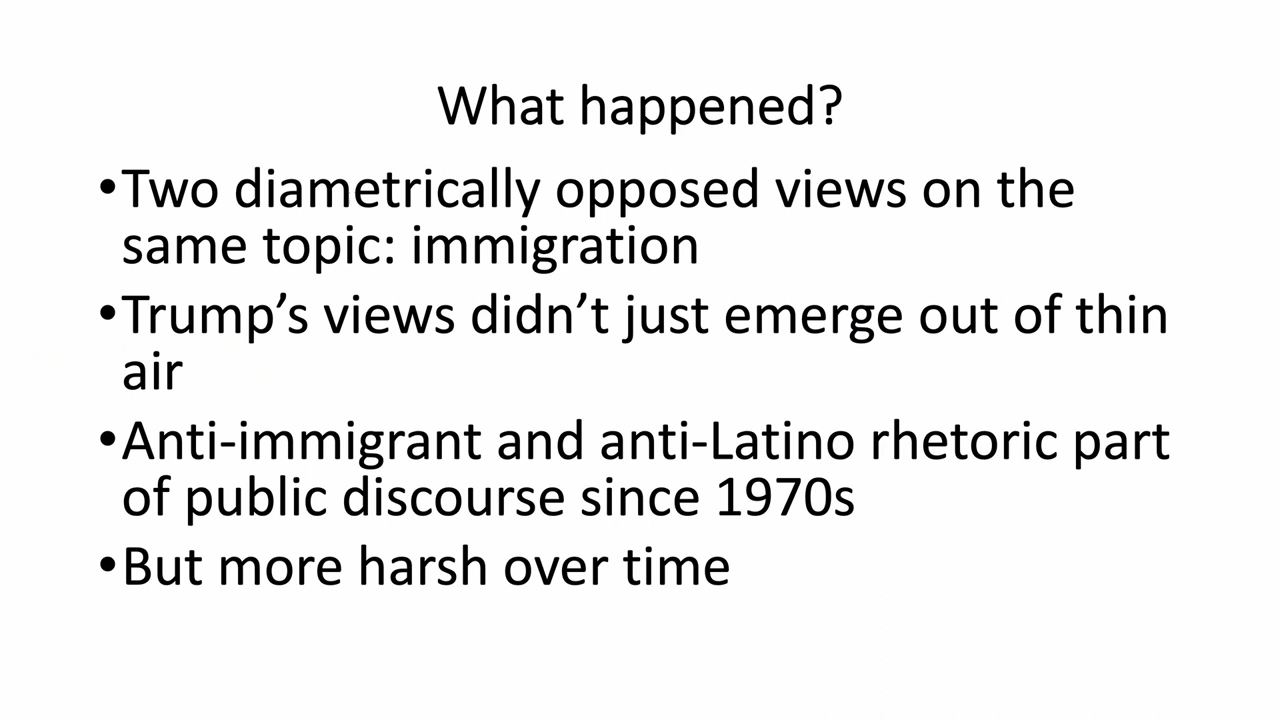 What happened?
•Two diametrically opposed views on the
same topic: immigration
•Trump’s views didn’t just emerge out of thin
air
•Anti-immigrant and anti-Latino rhetoric part
of public discourse since 1970s
•But more harsh over time